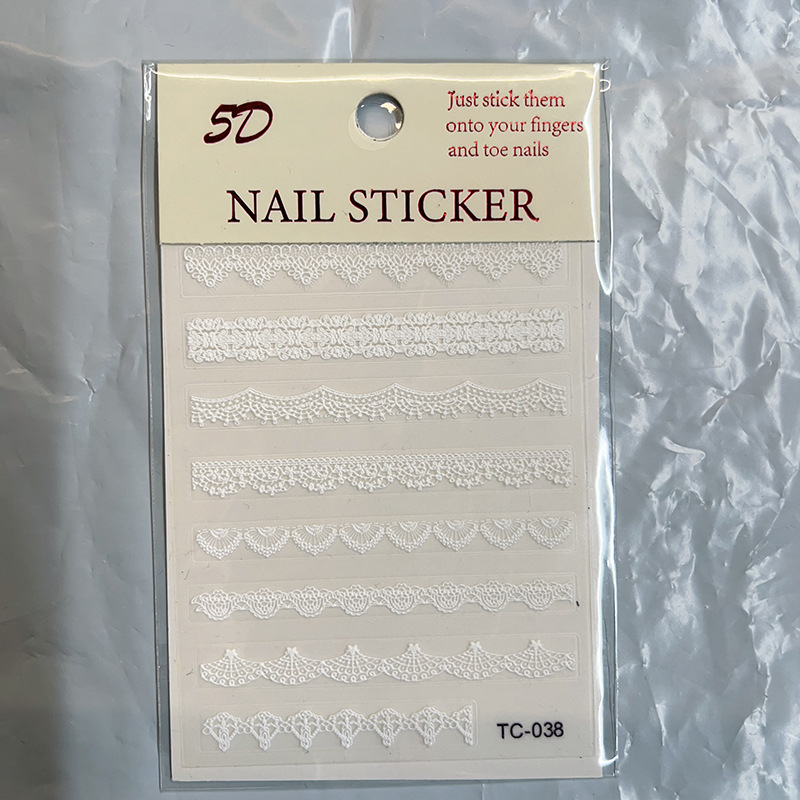 5D
Just stick them
onto your fingers
and toe nails
NAIL STICKER
TC-038